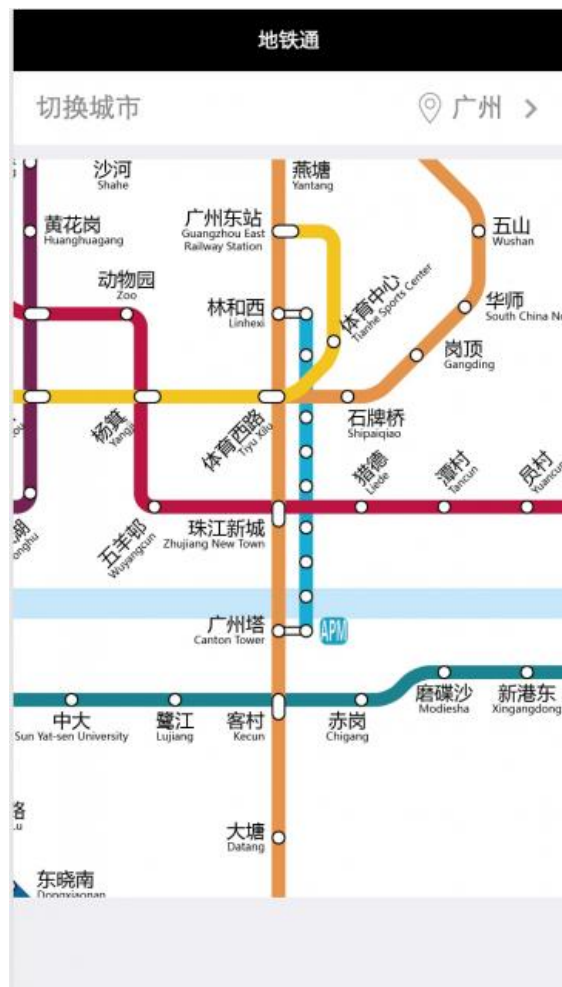 地铁通
切换城市
广州
沙河
Shahe
燕塘
Yantang
黄花岗
Huanghuagang
广州东站
Guangzhou East
Railway Station
五山
Wushan
动物园
Zoo
林和西
Linhexi
体育中心
Tianhe Sports Center
华师
South China No
岗顶
Gangding
杨箕
Yangji
体育西路
Tiyu Xilu
石牌桥
Shipaiqiao
猎德
Liede
潭村
Tancun
员村
Yuancun
湖
onghu
五羊邨
Wuyangcun
珠江新城
Zhujiang New Town
广州塔
Canton Tower
APM
中大
Sun Yat-sen University
鹭江
Lujiang
客村
Kecun
赤岗
Chigang
磨碟沙
Modiesha
新港东
Xingangdong
路
Lu
大塘
Datang
东晓南
Dongxiaonan